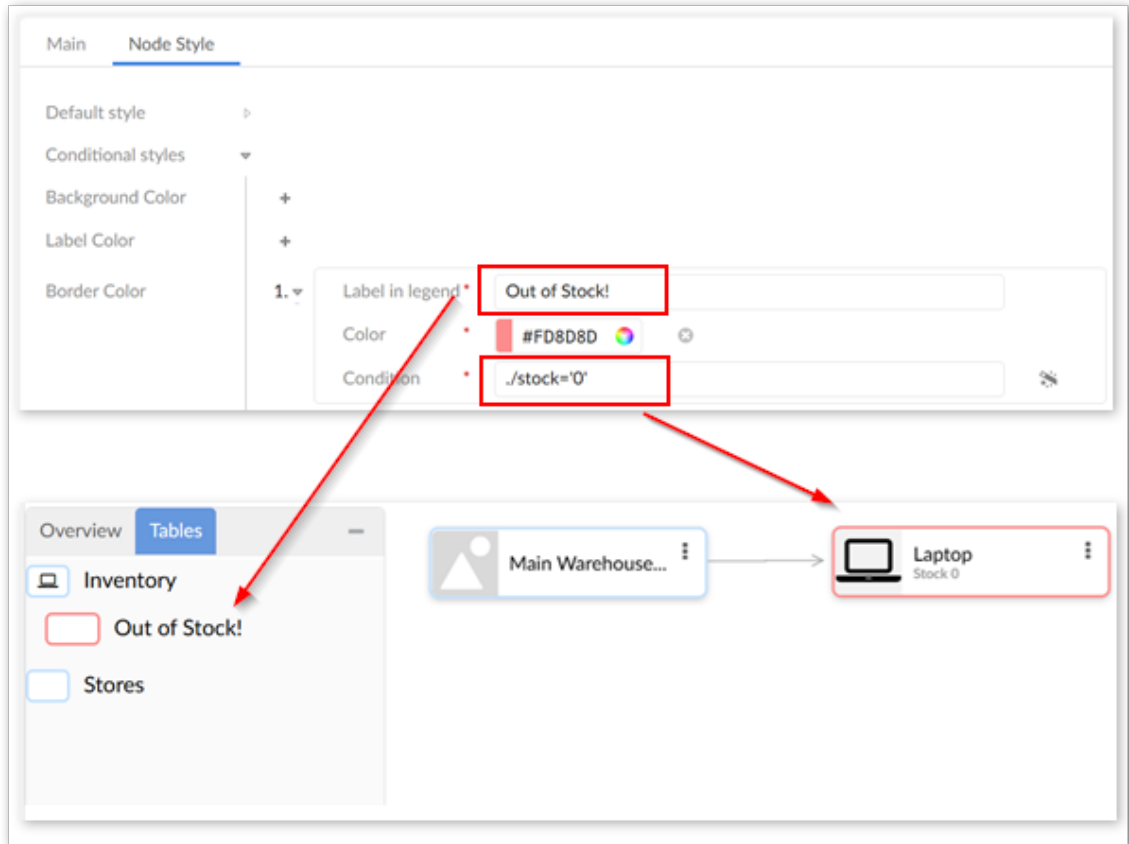 Main Node Style
Default style
Conditional styles
Background Color +
Label Color +
Border Color 1. Label in legend * Out of Stock!
Color * #FD8D8D
Condition * ./stock='0'
Overview Tables
Inventory
Out of Stock!
Stores
Main Warehouse...
Laptop
Stock 0